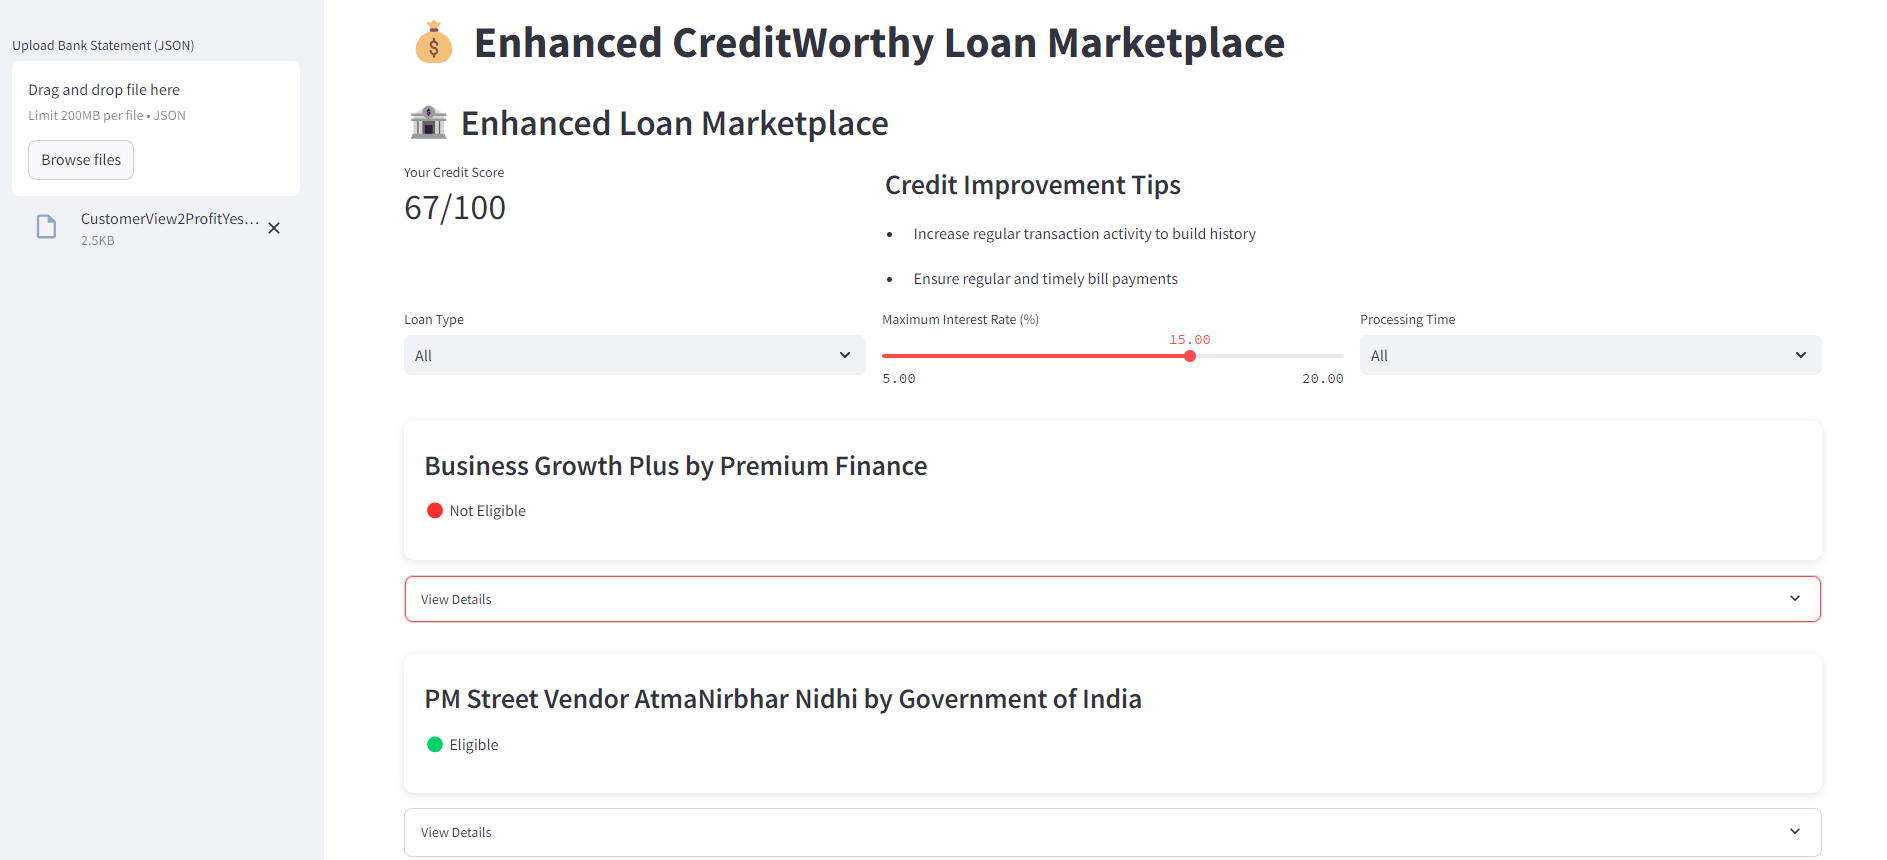 Upload Bank Statement (JSON)
Drag and drop file here
Limit 200MB per file • JSON
Browse files
CustomerView2ProfitYes...
2.5KB
Enhanced CreditWorthy Loan Marketplace
Enhanced Loan Marketplace
Your Credit Score
67/100
Credit Improvement Tips
• Increase regular transaction activity to build history
• Ensure regular and timely bill payments
Loan Type
All
Maximum Interest Rate (%)
15.00
5.00
20.00
Processing Time
All
Business Growth Plus by Premium Finance
Not Eligible
View Details
PM Street Vendor AtmaNirbhar Nidhi by Government of India
Eligible
View Details